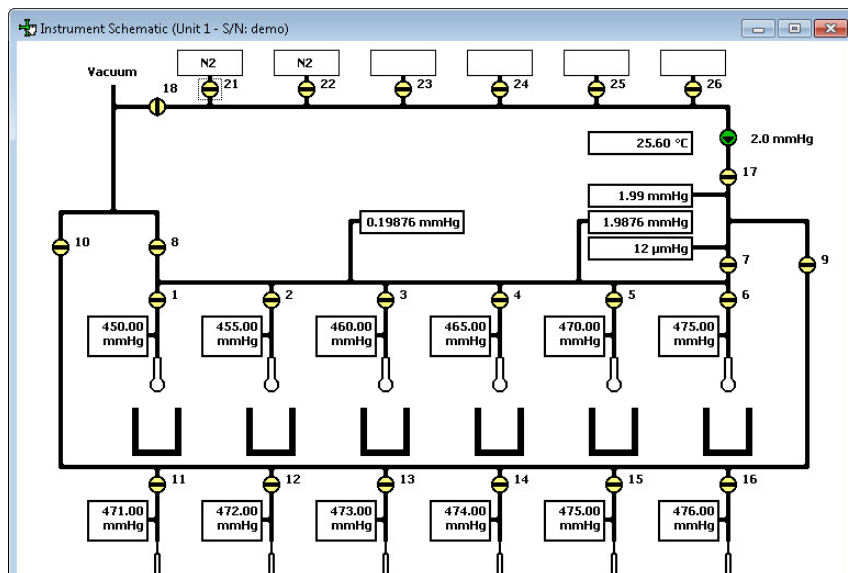 Instrument Schematic (Unit 1 - S/N: demo)
N2
N2
Vacuum
18
21
22
23
24
25
26
25.60 °C
2.0 mmHg
17
1.99 mmHg
0.19876 mmHg
1.9876 mmHg
10
8
12 µmHg
7
9
1
2
3
4
5
6
450.00
mmHg
455.00
mmHg
460.00
mmHg
465.00
mmHg
470.00
mmHg
475.00
mmHg
11
12
13
14
15
16
471.00
mmHg
472.00
mmHg
473.00
mmHg
474.00
mmHg
475.00
mmHg
476.00
mmHg